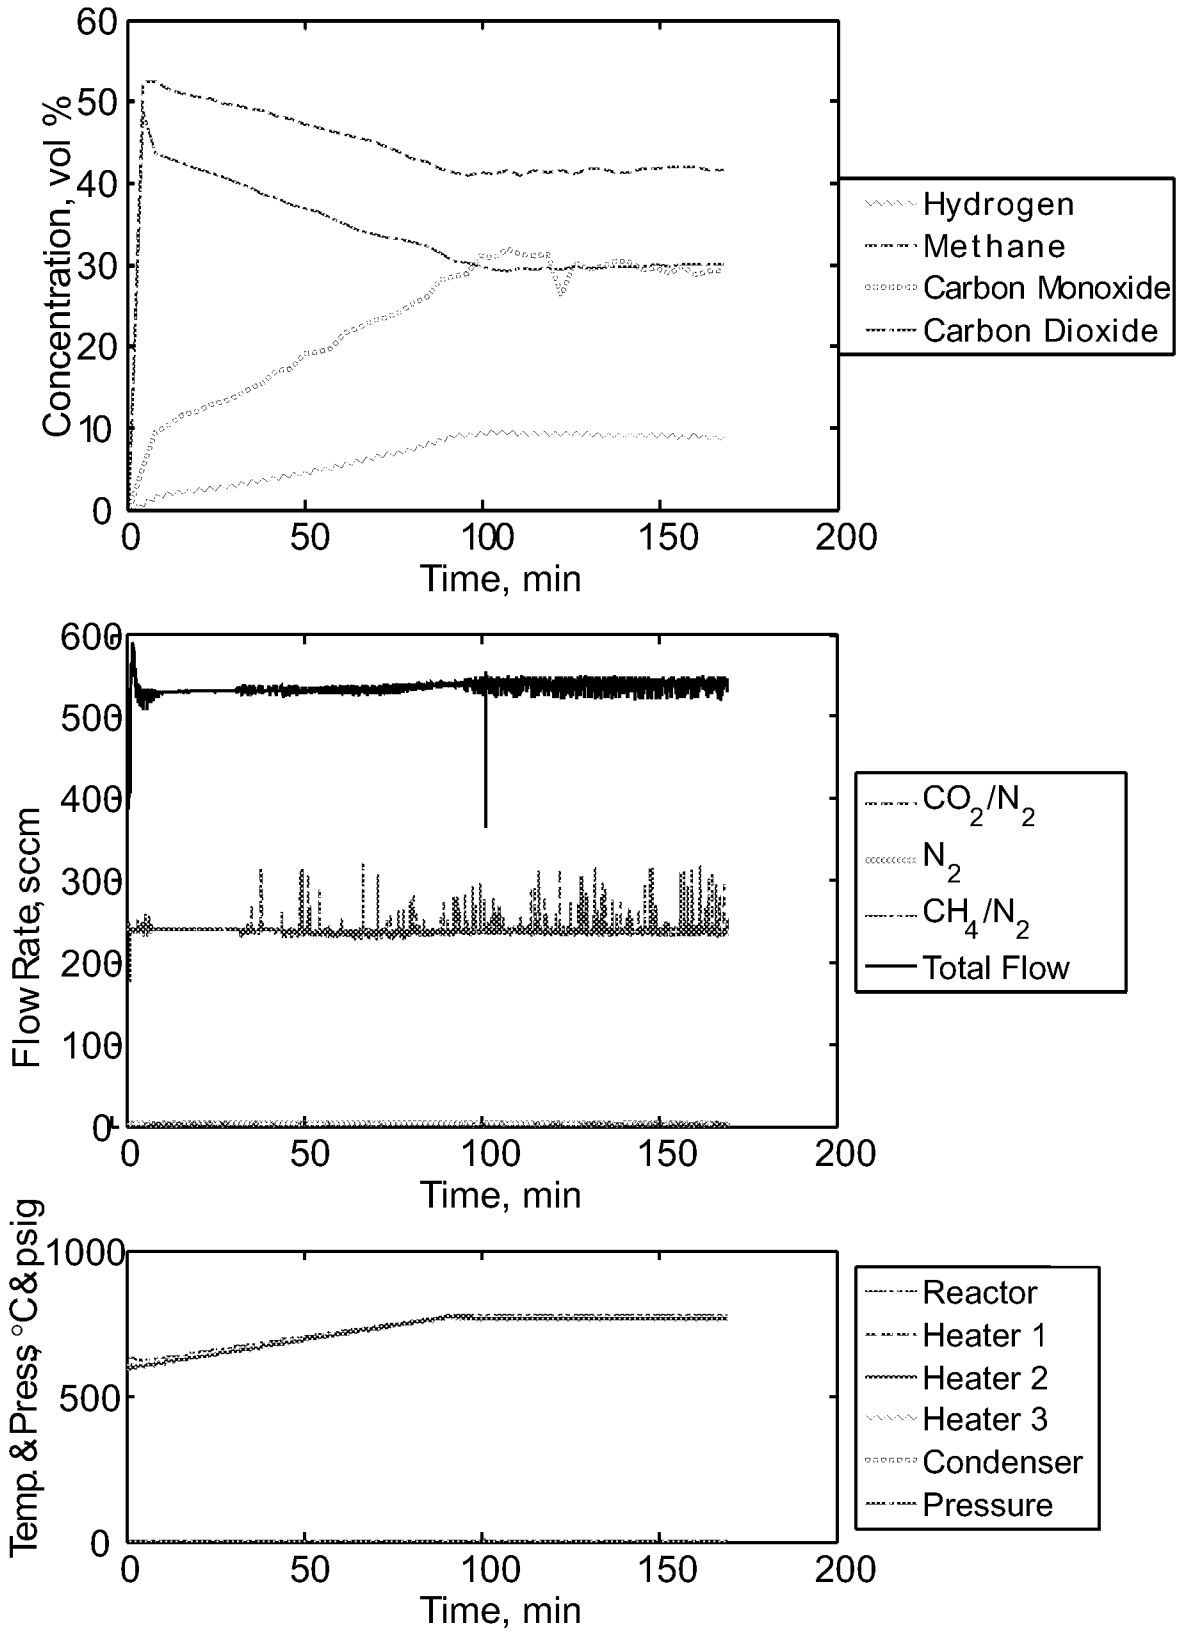 60
50
40
30
20
10
0
Concentration, vol %
0 50 100 150 200
Time, min
Hydrogen
Methane
Carbon Monoxide
Carbon Dioxide
600
500
400
300
200
100
0
Flow Rate, sccm
0 50 100 150 200
Time, min
CO2/N2
N2
CH4/N2
Total Flow
1000
500
0
Temp. & Press, °C & psig
0 50 100 150 200
Time, min
Reactor
Heater 1
Heater 2
Heater 3
Condenser
Pressure